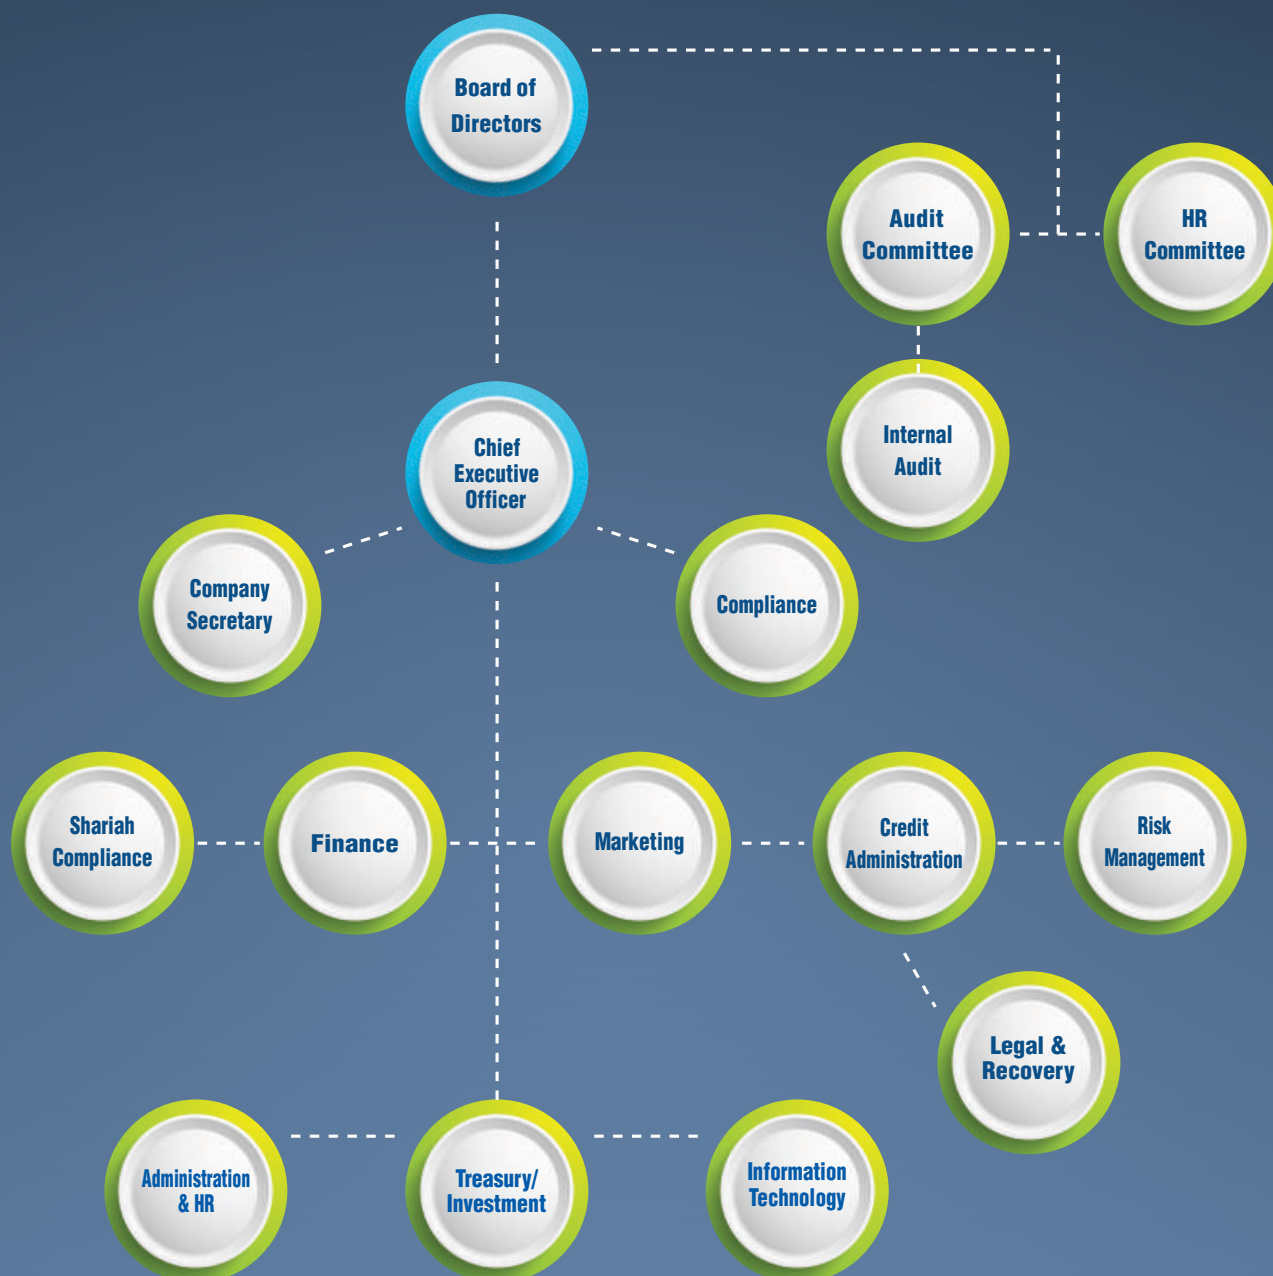 Board of
Directors
Audit
Committee
HR
Committee
Chief
Executive
Officer
Internal
Audit
Company
Secretary
Compliance
Shariah
Compliance
Finance
Marketing
Credit
Administration
Risk
Management
Legal &
Recovery
Administration
& HR
Treasury/
Investment
Information
Technology